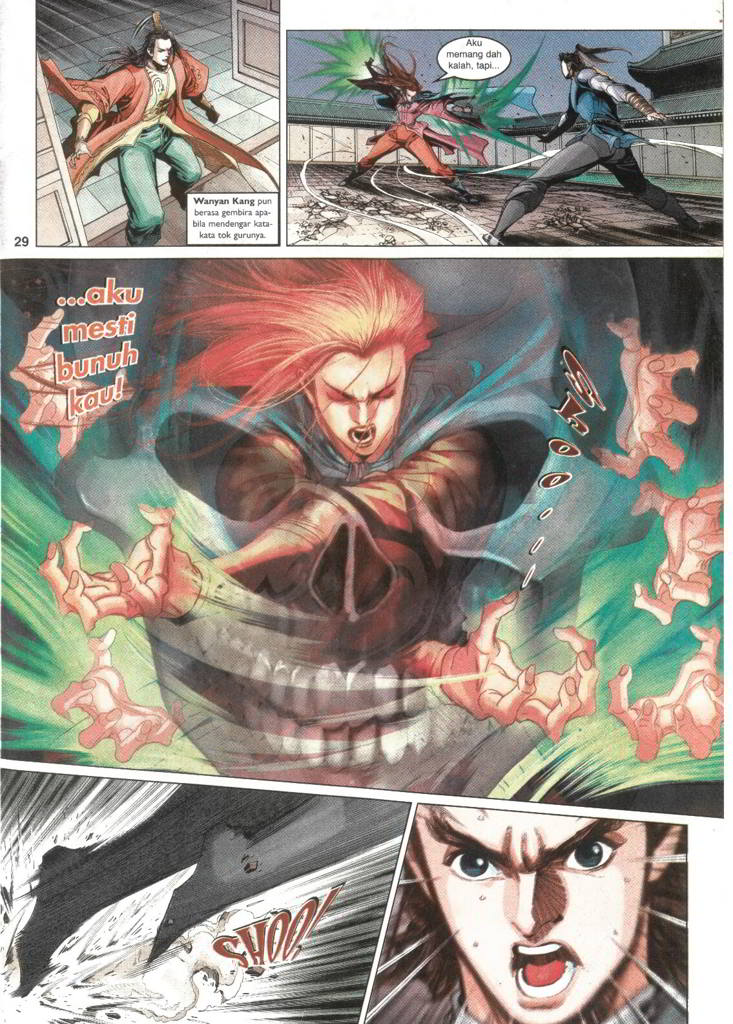 Wanyan Kang pun
berasa gembira apa-
bila mendengar kata-
kata tok gurunya.
29
Aku
memang dah
kalah, tapi...
...aku
mesti
bunuh
kau!
Shoo...!!
SHOO!